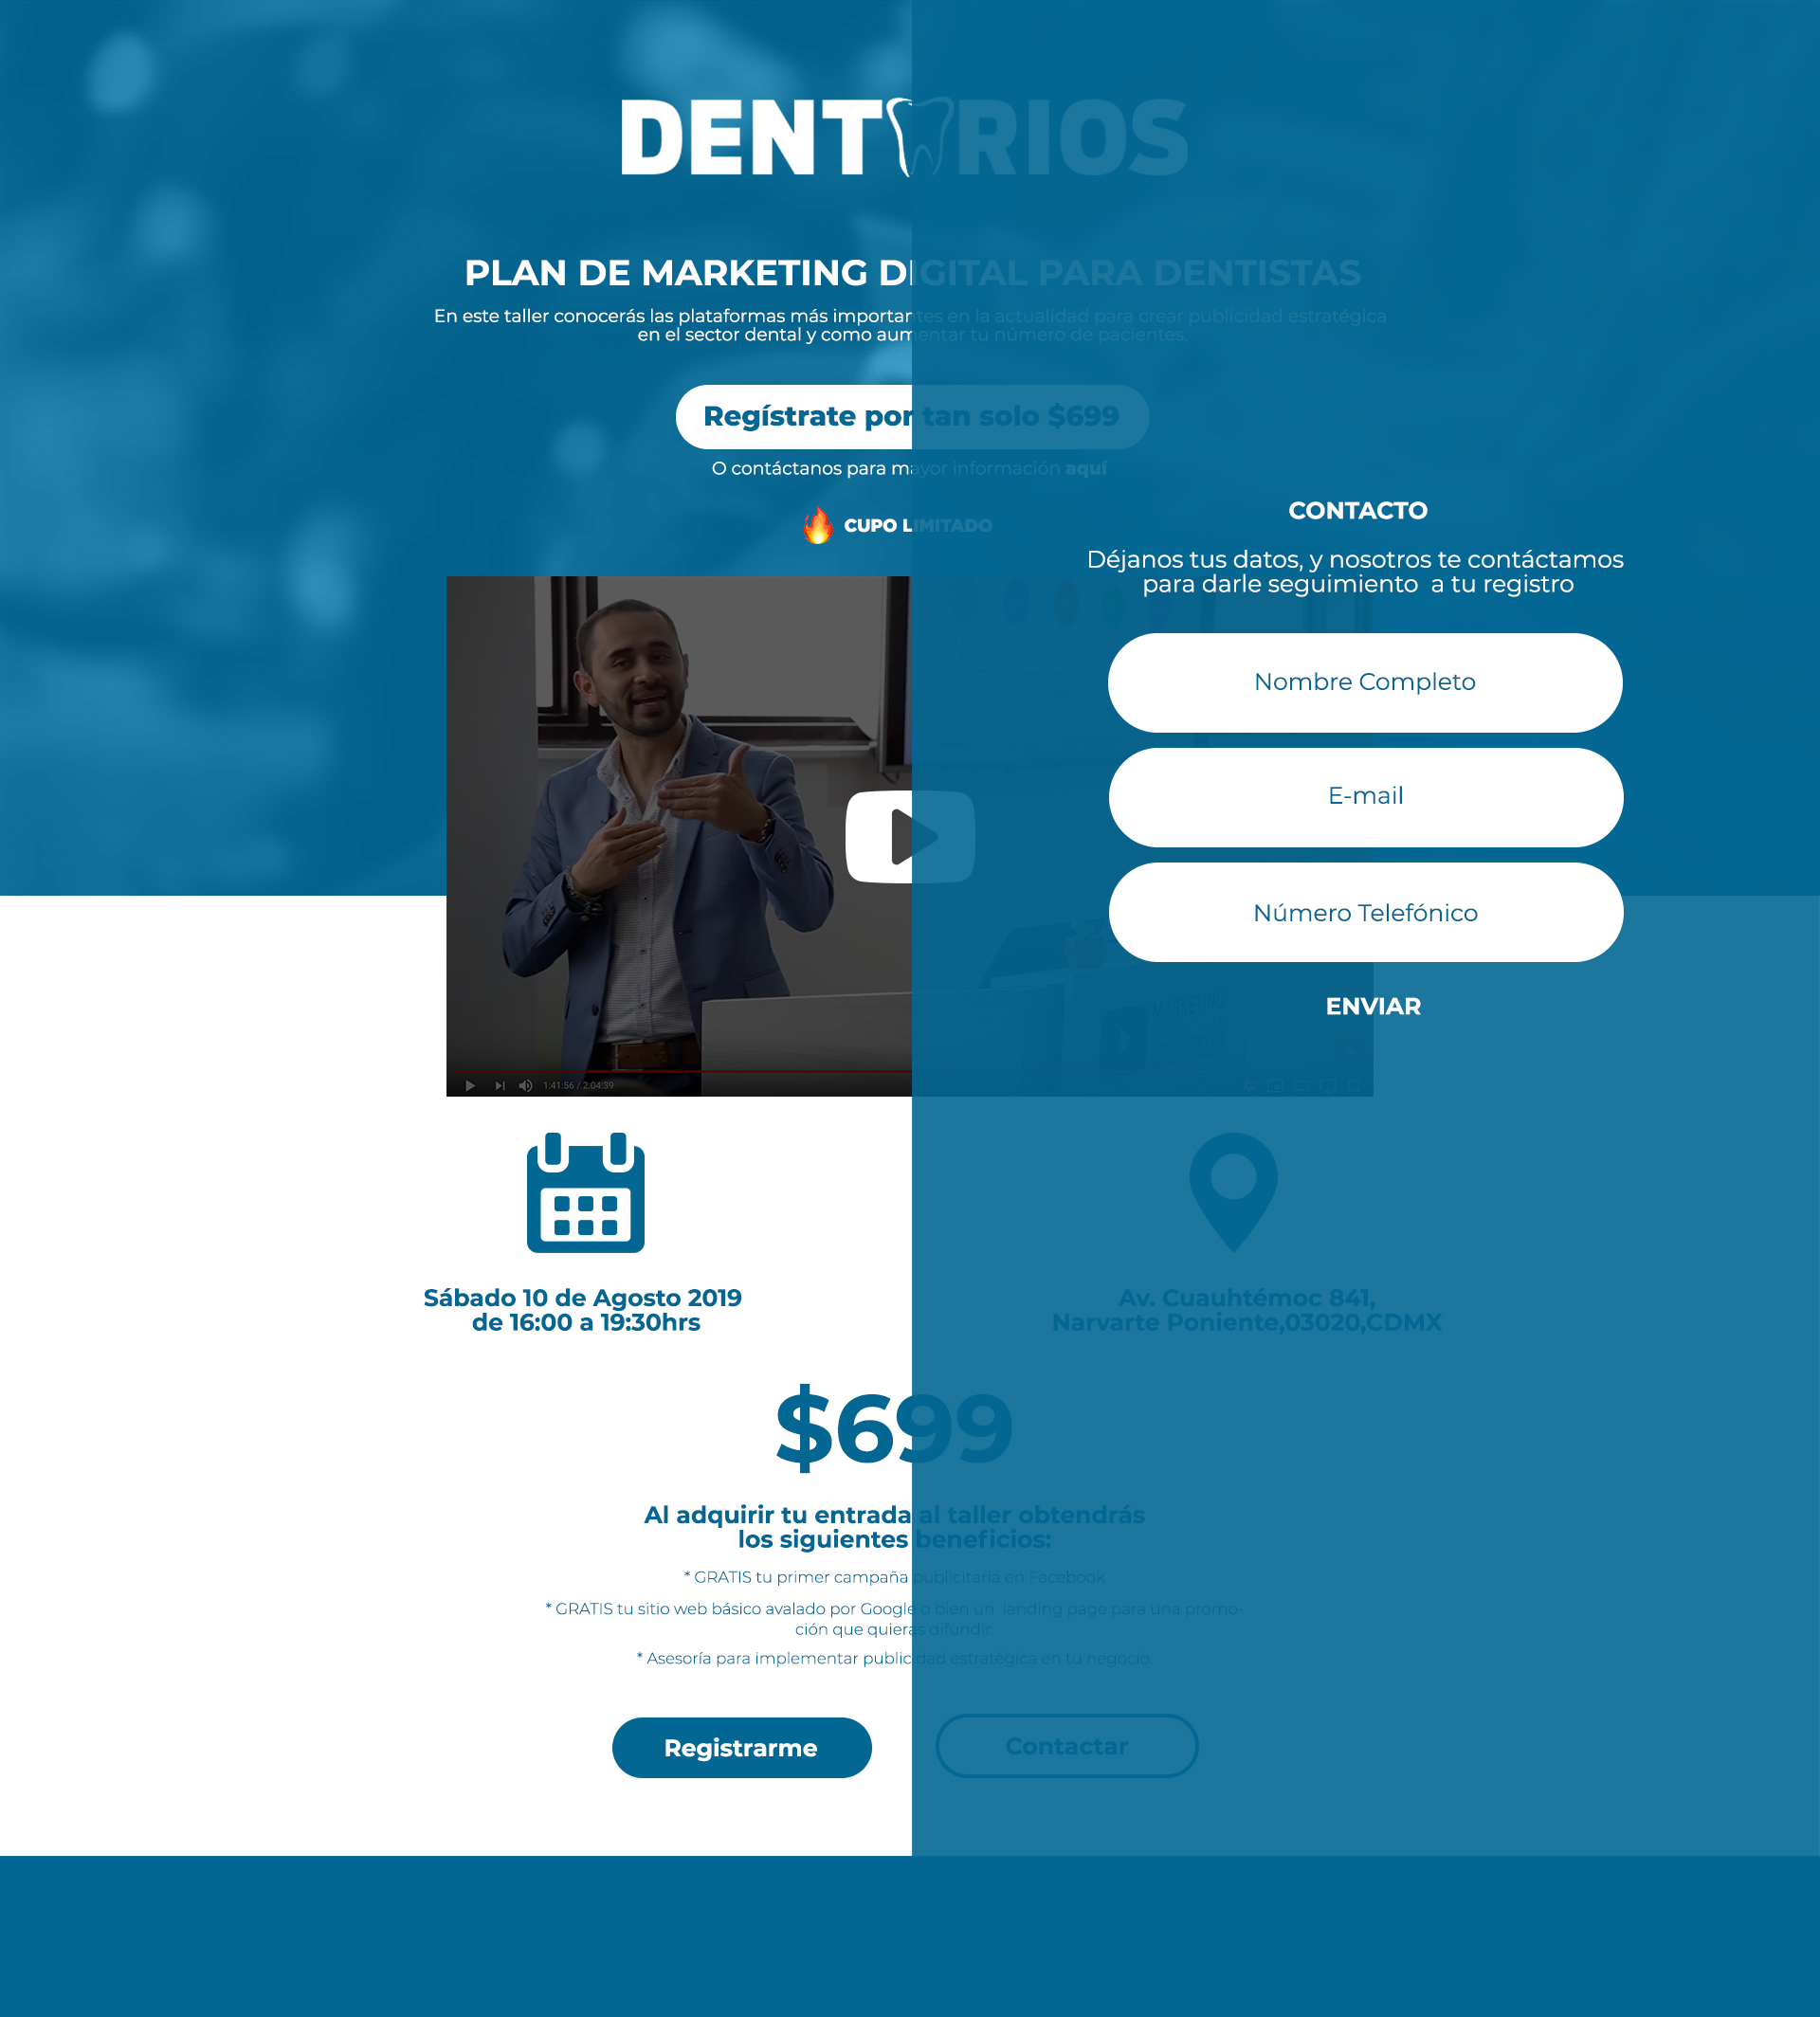 DENTARIOS
PLAN DE MARKETING DIGITAL PARA DENTISTAS
En este taller conocerás las plataformas más importantes en la actualidad para crear publicidad estratégica
en el sector dental y como aumentar tu número de pacientes.
Regístrate por tan solo $699
O contáctanos para mayor información aquí
CUPO LIMITADO
CONTACTO
Déjanos tus datos, y nosotros te contáctamos
para darle seguimiento a tu registro
Nombre Completo
E-mail
Número Telefónico
ENVIAR
MARKETING
1:41:56 / 2:04:39
Sábado 10 de Agosto 2019
de 16:00 a 19:30hrs
Av. Cuauhtémoc 841,
Narvarte Poniente,03020,CDMX
$699
Al adquirir tu entrada al taller obtendrás
los siguientes beneficios:
* GRATIS tu primer campaña publicitaria en Facebook
* GRATIS tu sitio web básico avalado por Google o bien un landing page para una promo-
ción que quieras difundir.
* Asesoría para implementar publicidad estratégica en tu negocio.
Registrarme
Contactar